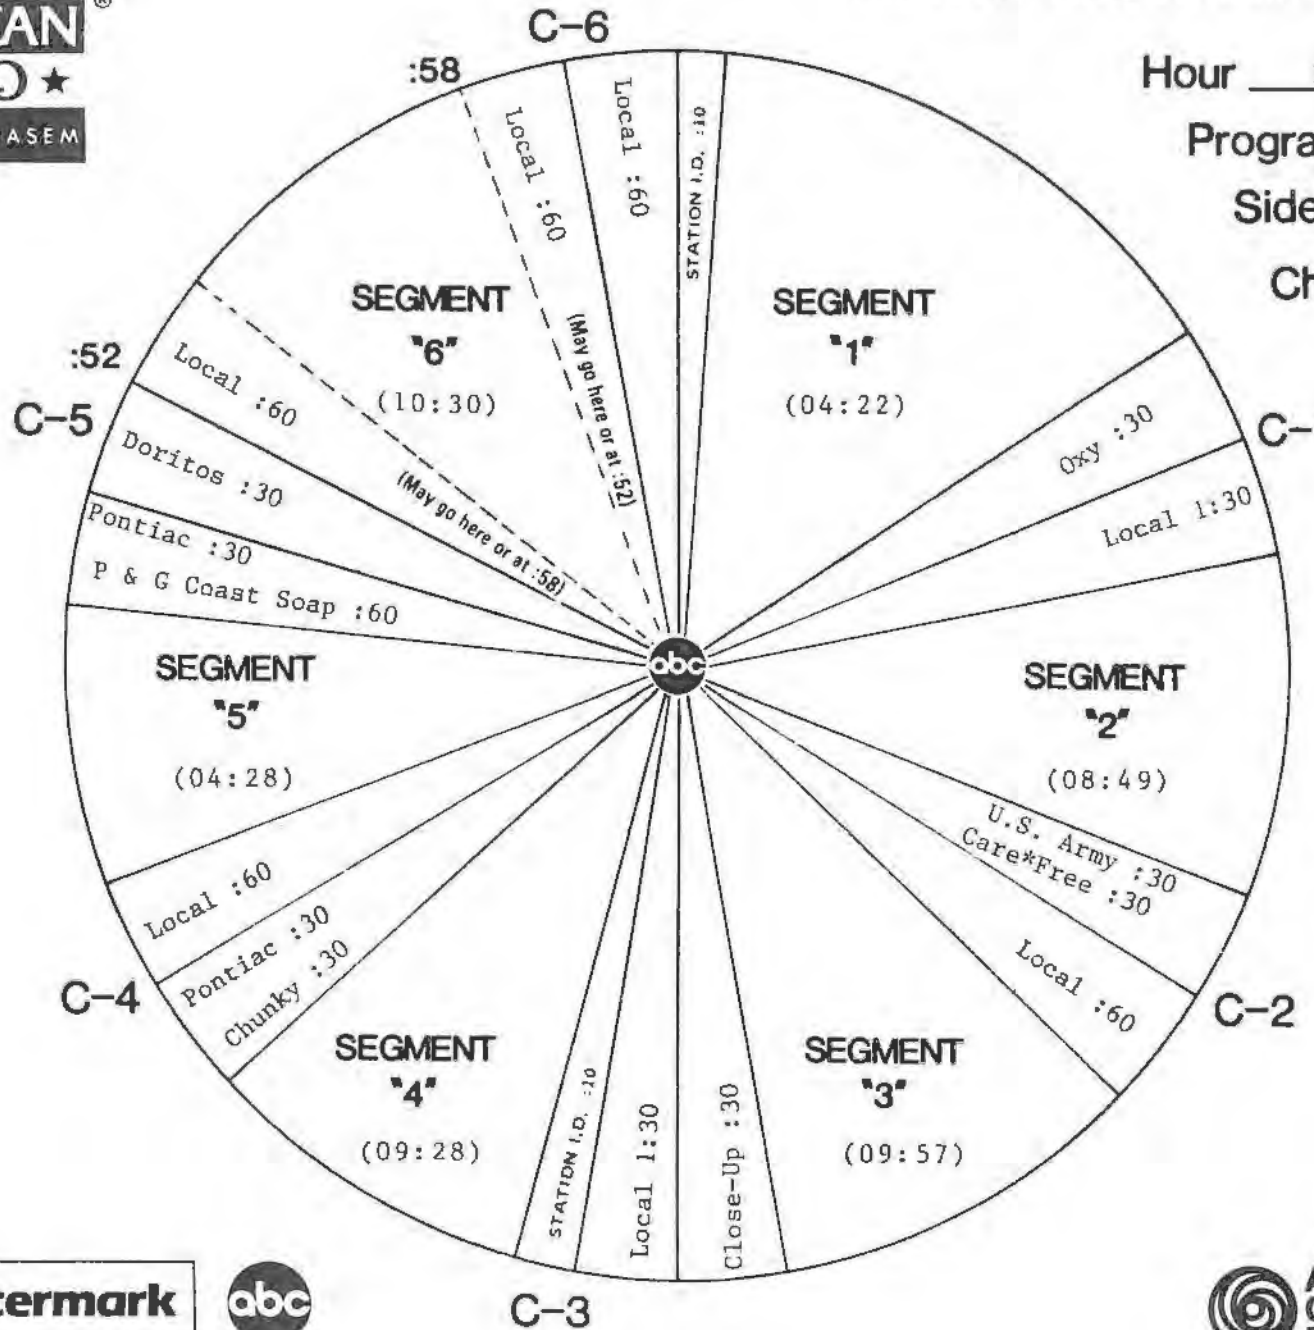 C-6
:58
Hour
Local :60
Local :60
STATION I.D. :10
SEGMENT
"6"
(10:30)
(May go here or at :52)
SEGMENT
"1"
(04:22)
:52
C-5
Local :60
(May go here or at :58)
Doritos :30
Pontiac :30
P & G Coast Soap :60
Oxy :30
Local 1:30
abc
SEGMENT
"5"
(04:28)
SEGMENT
"2"
(08:49)
U.S. Army :30
Care*Free :30
Local :60
C-2
Local :60
C-4
Pontiac :30
Chunky :30
SEGMENT
"4"
(09:28)
STATION I.D. :10
Local 1:30
Close-Up :30
SEGMENT
"3"
(09:57)
C-3
abc